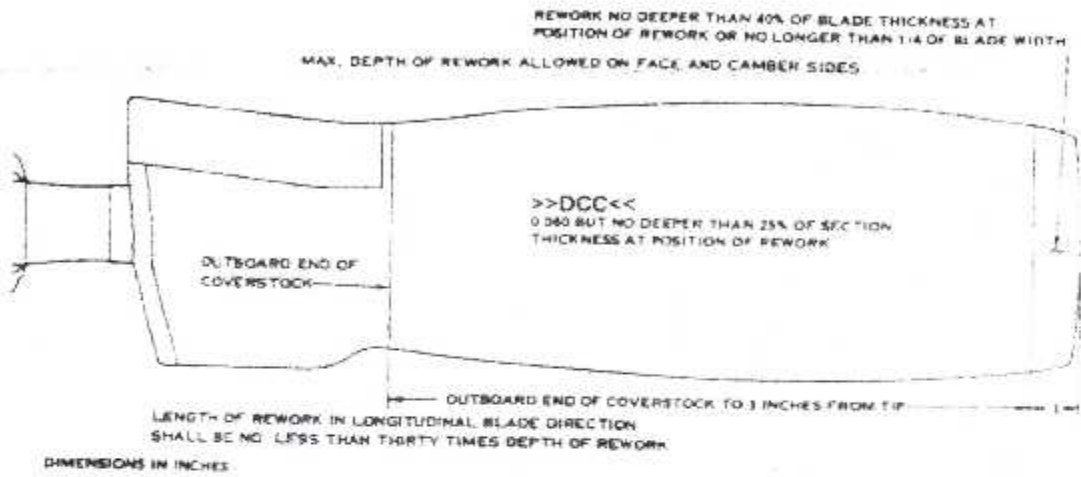 REWORK NO DEEPER THAN 40% OF BLADE THICKNESS AT
POSITION OF REWORK OR NO LONGER THAN 1/4 OF BLADE WIDTH
MAX. DEPTH OF REWORK ALLOWED ON FACE AND CAMBER SIDES
>>DCC<<
0.060 BUT NO DEEPER THAN 25% OF SECTION
THICKNESS AT POSITION OF REWORK
OUTBOARD END OF
COVERSTOCK
OUTBOARD END OF COVERSTOCK TO 3 INCHES FROM TIP
LENGTH OF REWORK IN LONGITUDINAL BLADE DIRECTION
SHALL BE NO LESS THAN THIRTY TIMES DEPTH OF REWORK
DIMENSIONS IN INCHES